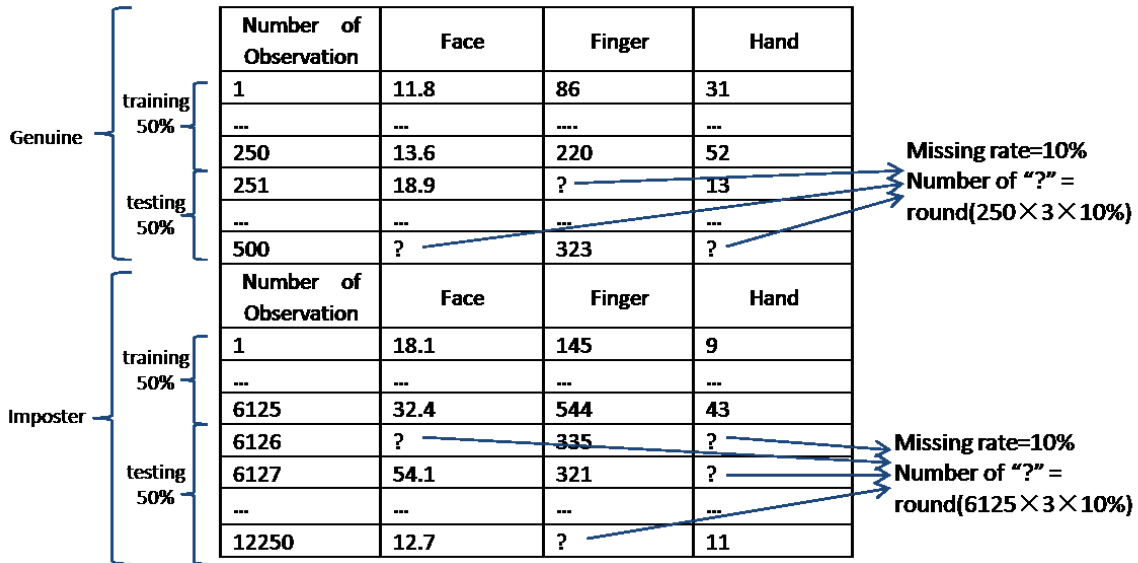 Number of Observation Face Finger Hand
1 11.8 86 31
training 50%
... ... .... ...
Genuine
250 13.6 220 52
Missing rate=10%
251 18.9 ? 13
Number of “?” =
testing 50%
... ... ... ...
round(250×3×10%)
500 ? 323 ?
Number of Observation Face Finger Hand
1 18.1 145 9
training 50%
... ... ... ...
Imposter
6125 32.4 544 43
6126 ? 335 ?
Missing rate=10%
testing 50%
6127 54.1 321 ?
Number of “?” =
... ... ... ...
round(6125×3×10%)
12250 12.7 ? 11